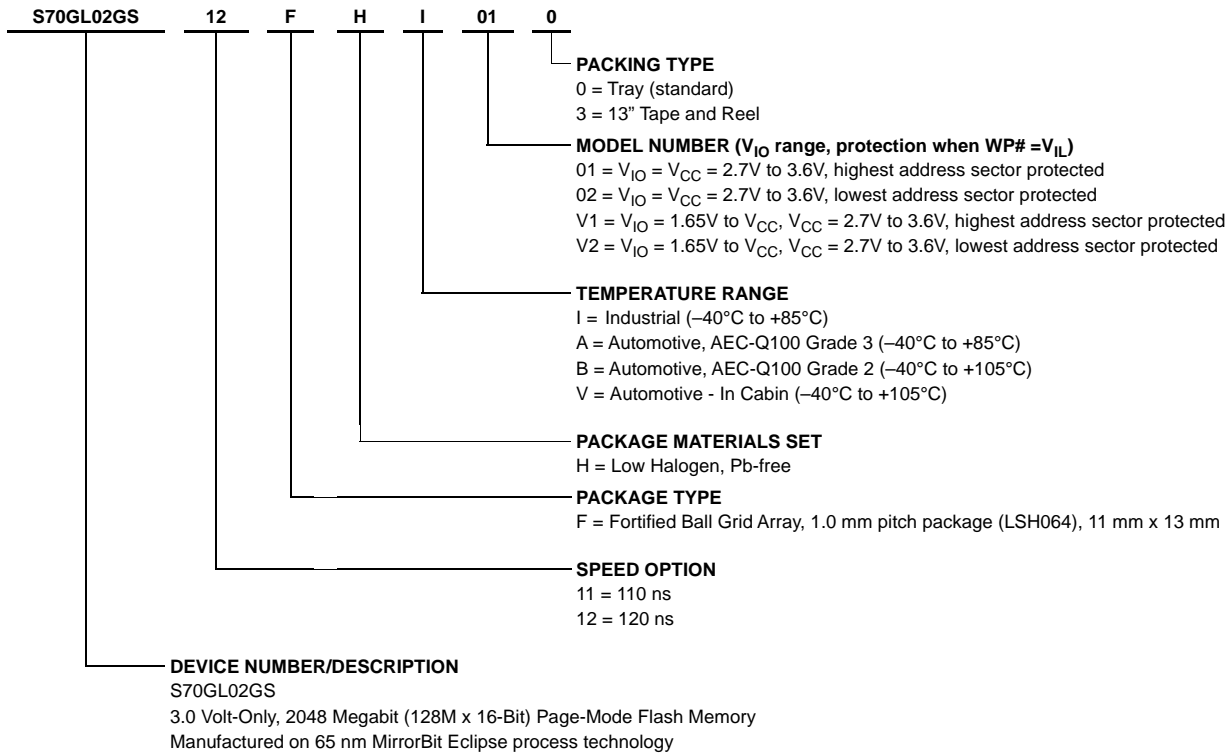 S70GL02GS 12 F H I 01 0
PACKING TYPE
0 = Tray (standard)
3 = 13” Tape and Reel
MODEL NUMBER (VIO range, protection when WP# =VIL)
01 = VIO = VCC = 2.7V to 3.6V, highest address sector protected
02 = VIO = VCC = 2.7V to 3.6V, lowest address sector protected
V1 = VIO = 1.65V to VCC, VCC = 2.7V to 3.6V, highest address sector protected
V2 = VIO = 1.65V to VCC, VCC = 2.7V to 3.6V, lowest address sector protected
TEMPERATURE RANGE
I = Industrial (–40°C to +85°C)
A = Automotive, AEC-Q100 Grade 3 (–40°C to +85°C)
B = Automotive, AEC-Q100 Grade 2 (–40°C to +105°C)
V = Automotive - In Cabin (–40°C to +105°C)
PACKAGE MATERIALS SET
H = Low Halogen, Pb-free
PACKAGE TYPE
F = Fortified Ball Grid Array, 1.0 mm pitch package (LSH064), 11 mm x 13 mm
SPEED OPTION
11 = 110 ns
12 = 120 ns
DEVICE NUMBER/DESCRIPTION
S70GL02GS
3.0 Volt-Only, 2048 Megabit (128M x 16-Bit) Page-Mode Flash Memory
Manufactured on 65 nm MirrorBit Eclipse process technology